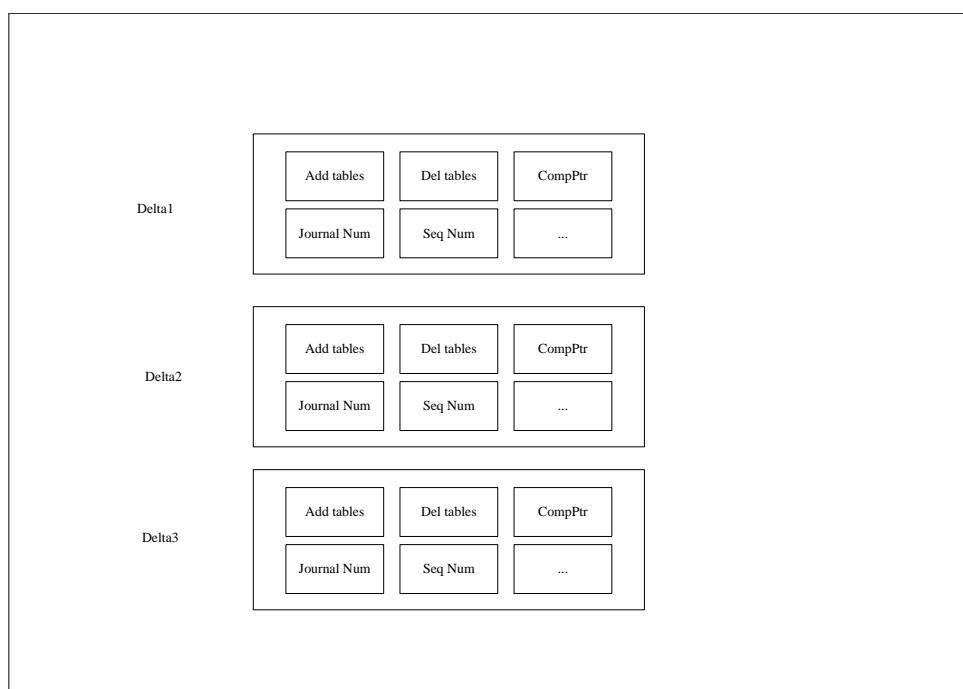 Add tables Del tables CompPtr
Delta1
Journal Num Seq Num ...
Add tables Del tables CompPtr
Delta2
Journal Num Seq Num ...
Add tables Del tables CompPtr
Delta3
Journal Num Seq Num ...